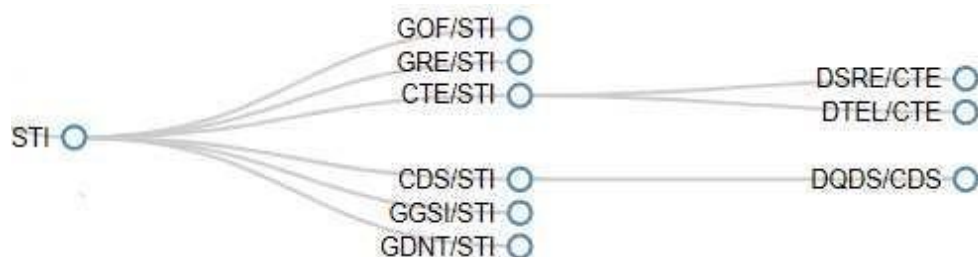 GOF/STI
GRE/STI
CTE/STI
DSRE/CTE
DTEL/CTE
STI
CDS/STI
DQDS/CDS
GGSI/STI
GDNT/STI